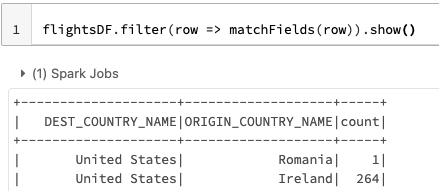 1 flightsDF.filter(row => matchFields(row)).show()
(1) Spark Jobs
+-------------------+-------------------+-----+
|  DEST_COUNTRY_NAME|ORIGIN_COUNTRY_NAME|count|
+-------------------+-------------------+-----+
|      United States|            Romania|    1|
|      United States|            Ireland|  264|